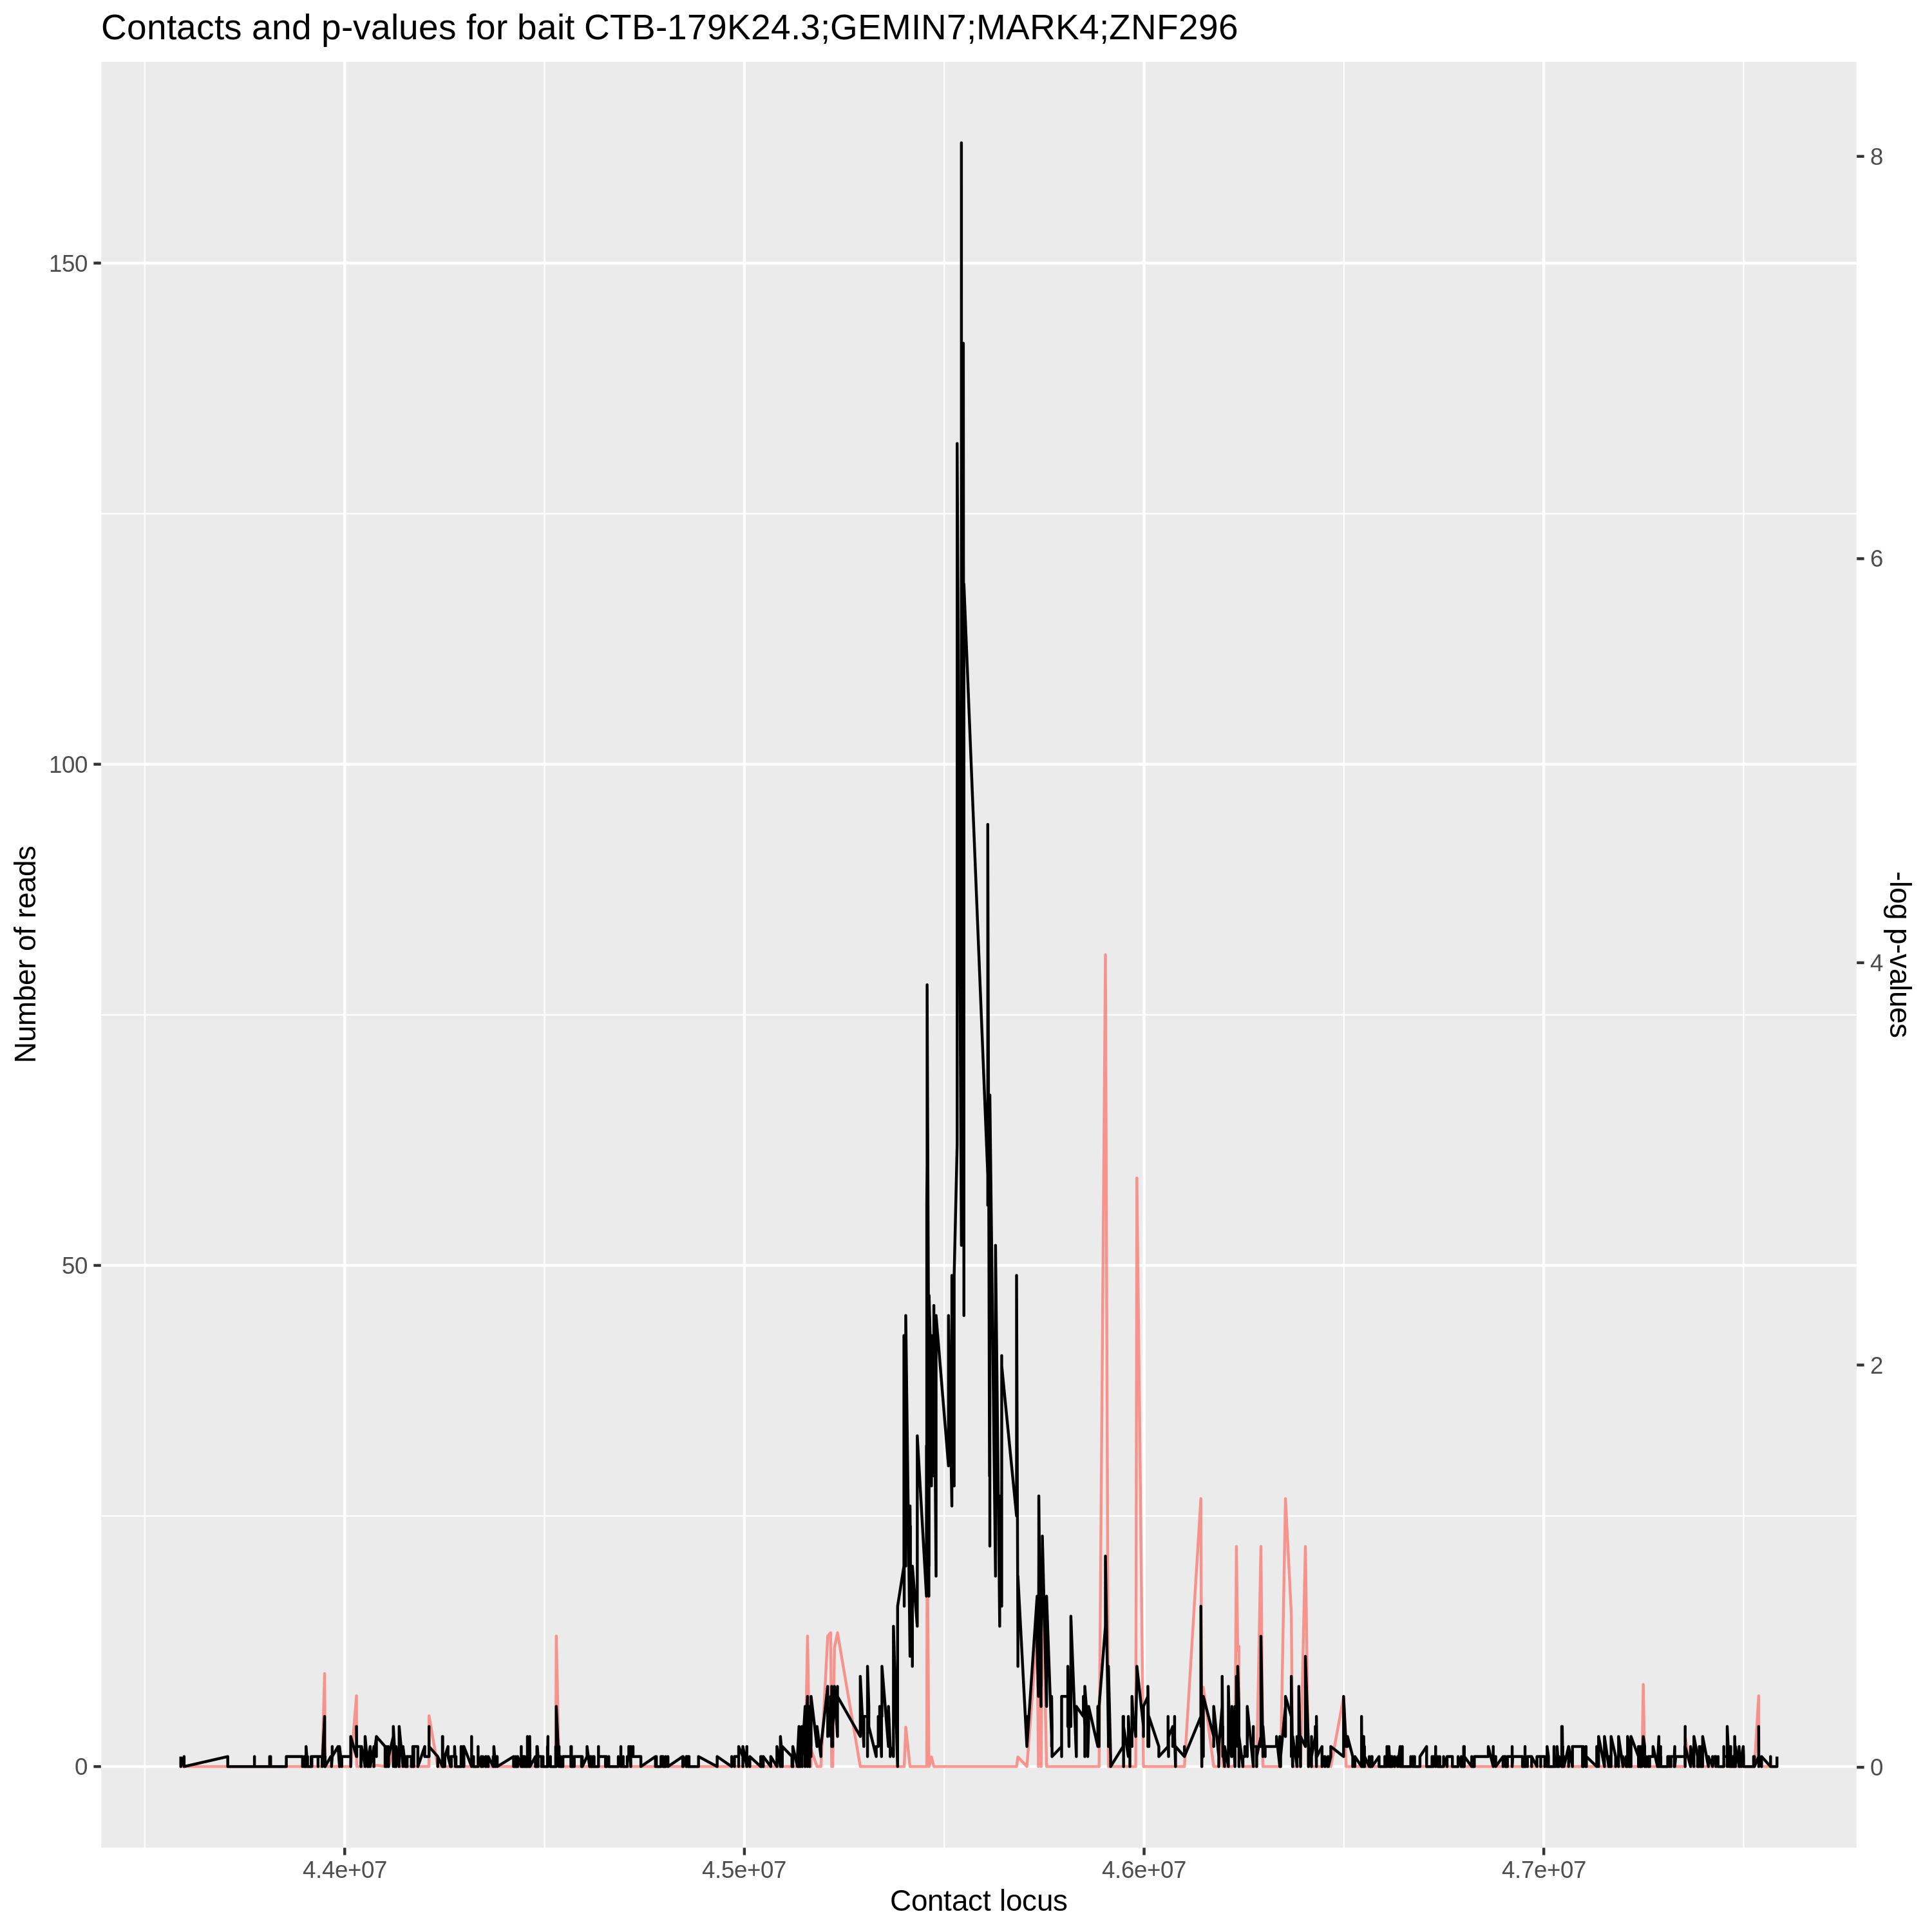 Contacts and p-values for bait CTB-179K24.3;GEMIN7;MARK4;ZNF296
Number of reads
150
100
50
0
8
6
4
2
0
-log p-values
4.4e+07
4.5e+07
4.6e+07
4.7e+07
Contact locus